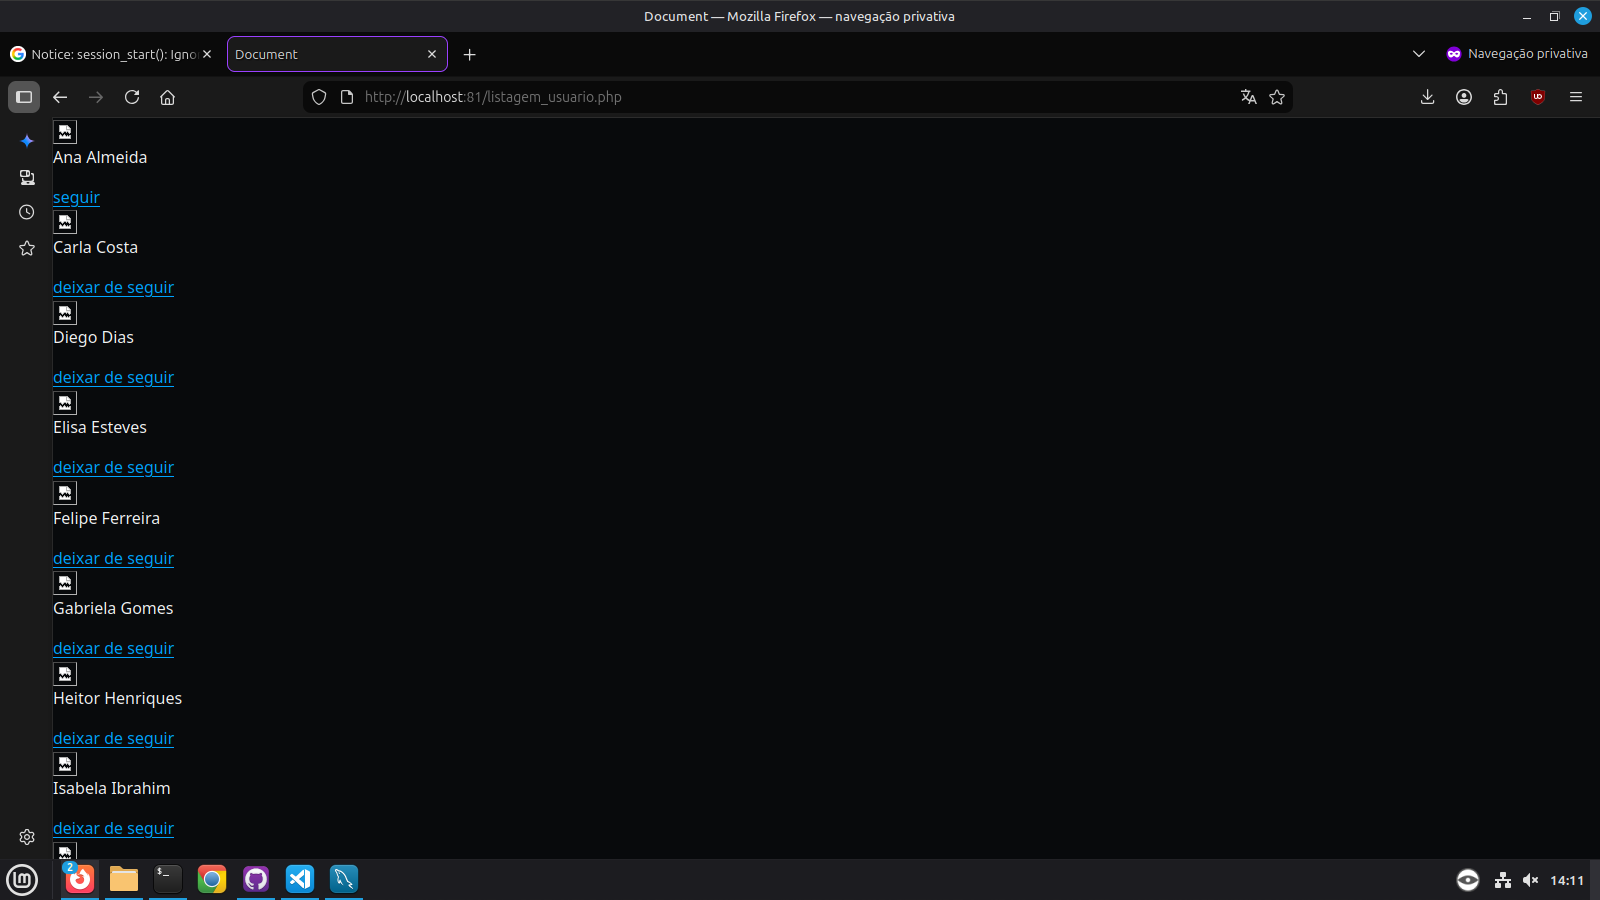 Document — Mozilla Firefox — navegação privativa
Notice: session_start(): Igno
Document
Navegação privativa
http://localhost:81/listagem_usuario.php
Ana Almeida
seguir
Carla Costa
deixar de seguir
Diego Dias
deixar de seguir
Elisa Esteves
deixar de seguir
Felipe Ferreira
deixar de seguir
Gabriela Gomes
deixar de seguir
Heitor Henriques
deixar de seguir
Isabela Ibrahim
deixar de seguir
2
$_
14:11